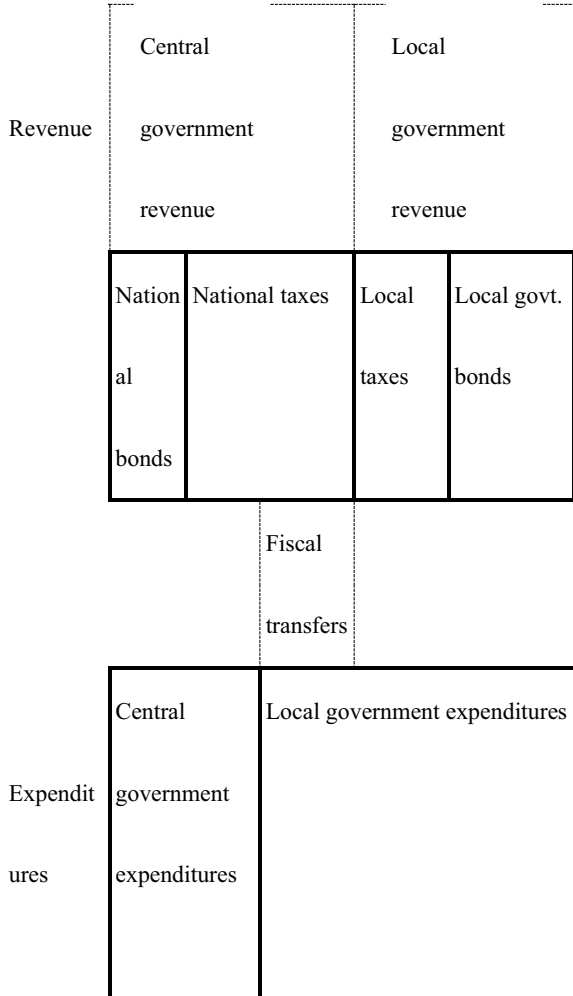 Central
government
revenue
Local
government
revenue
Revenue
Nation
al
bonds
National taxes
Local
taxes
Local govt.
bonds
Fiscal
transfers
Expendit
ures
Central
government
expenditures
Local government expenditures